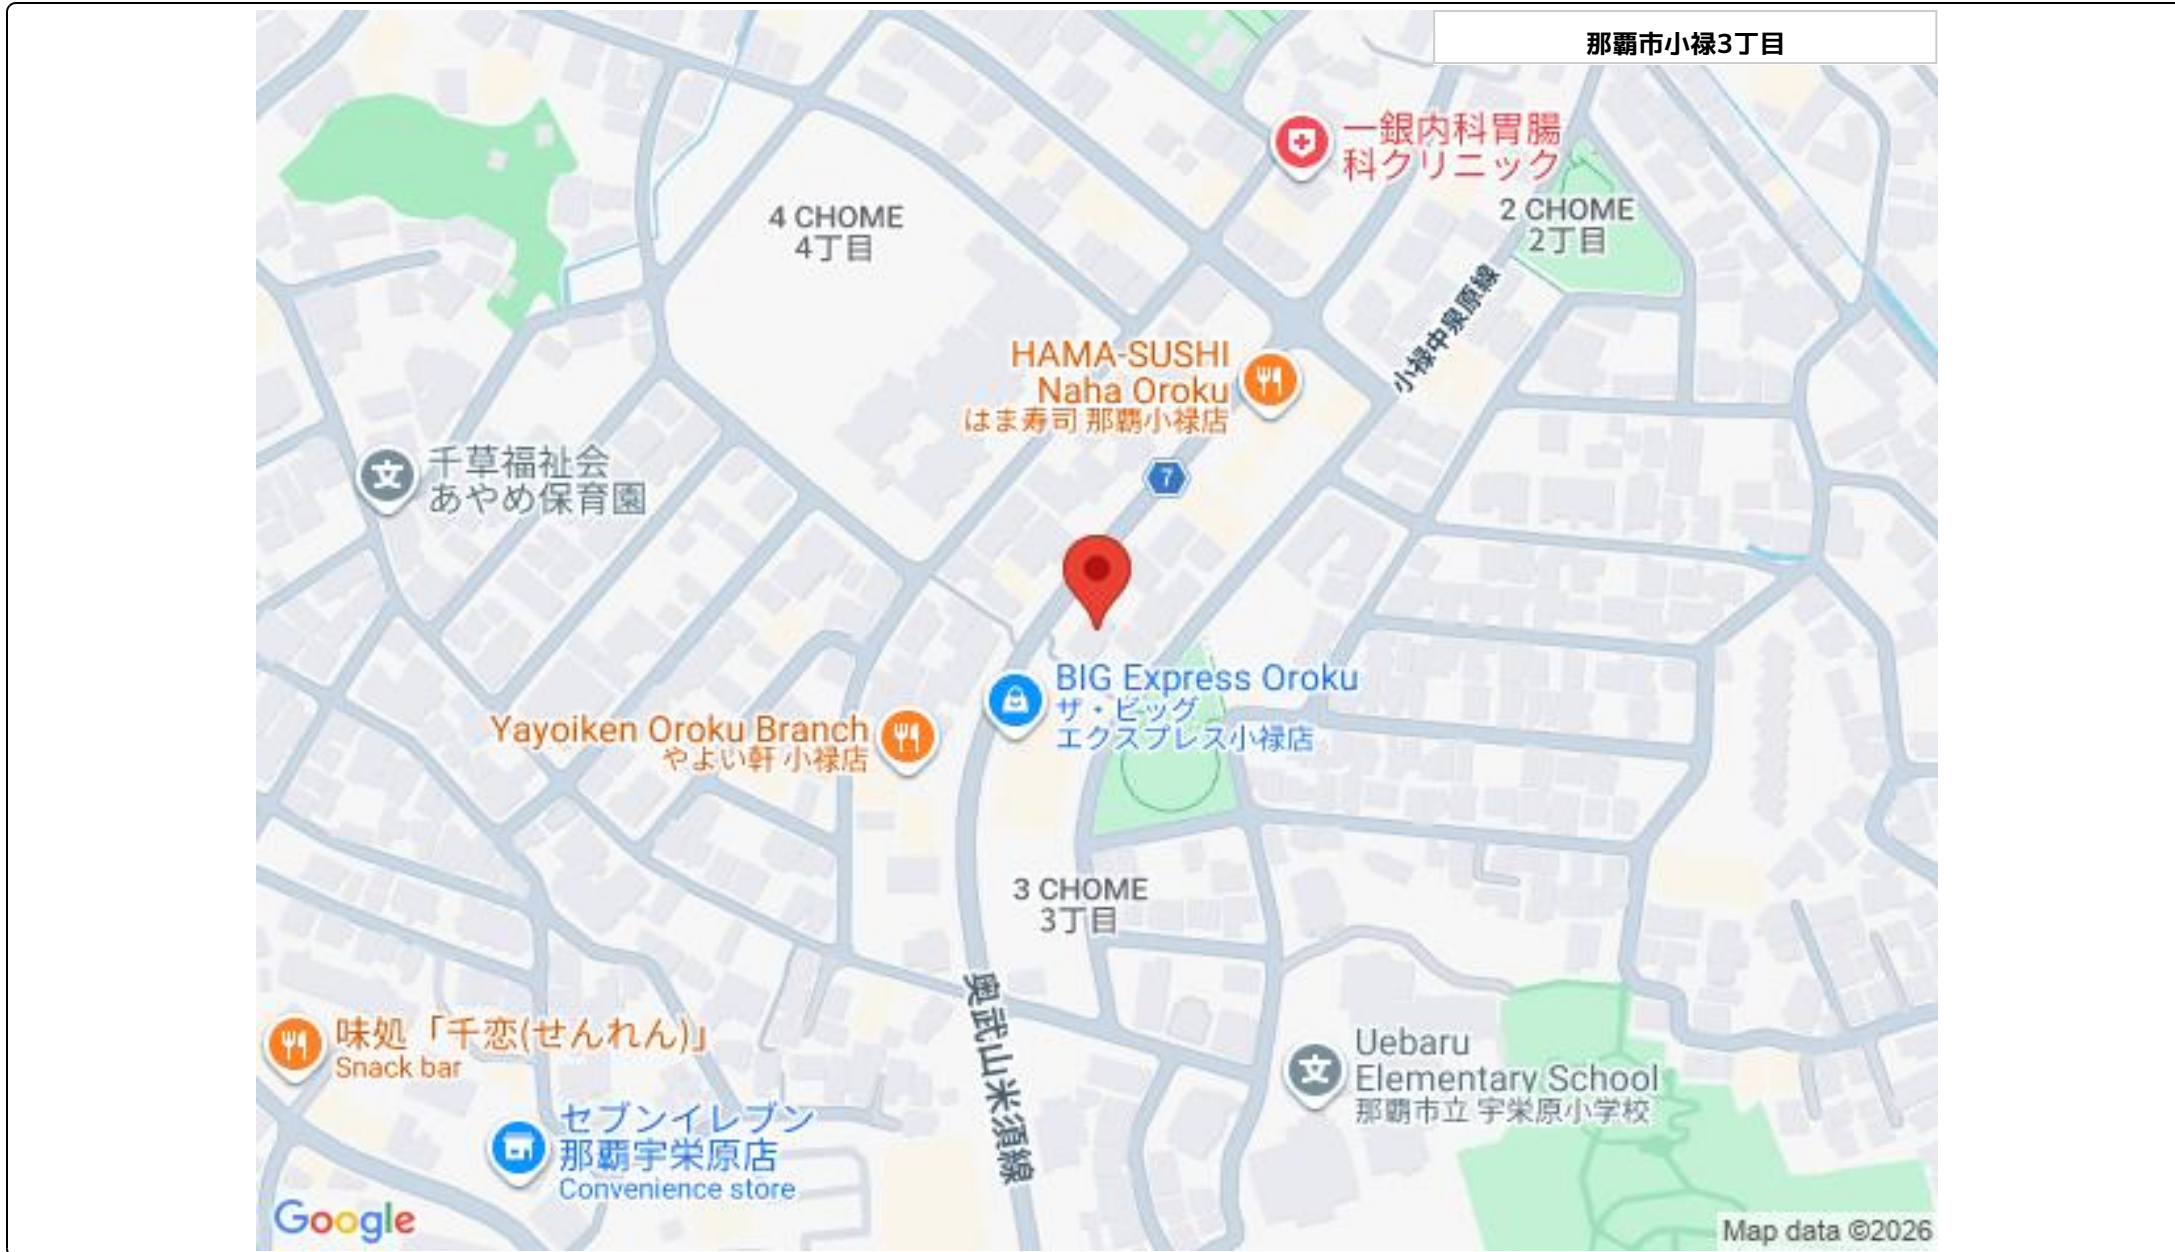 那覇市小禄3丁目
一銀内科胃腸
科クリニック
4 CHOME
4丁目
2 CHOME
2丁目
小禄中泉原線
HAMA-SUSHI
Naha Oroku
はま寿司 那覇小禄店
7
千草福祉会
あやめ保育園
BIG Express Oroku
ザ・ビッグ
エクスプレス小禄店
Yayoiken Oroku Branch
やよい軒 小禄店
3 CHOME
3丁目
奥武山米須線
味処「千恋(せんれん)」
Snack bar
Uebaru
Elementary School
那覇市立 宇栄原小学校
セブンイレブン
那覇宇栄原店
Convenience store
Google
Map data ©2026